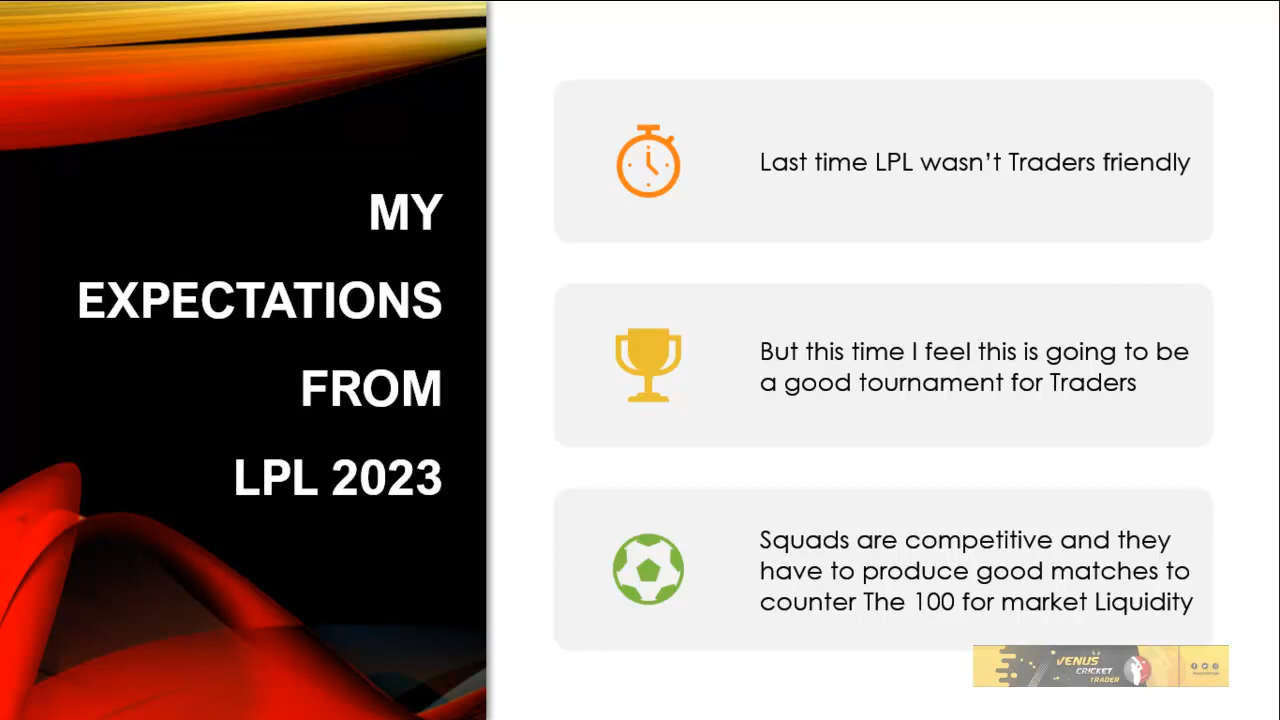 MY
EXPECTATIONS
FROM
LPL 2023
Last time LPL wasn't Traders friendly
But this time I feel this is going to be
a good tournament for Traders
Squads are competitive and they
have to produce good matches to
counter The 100 for market Liquidity
VENUS
CRICKET
TRADER